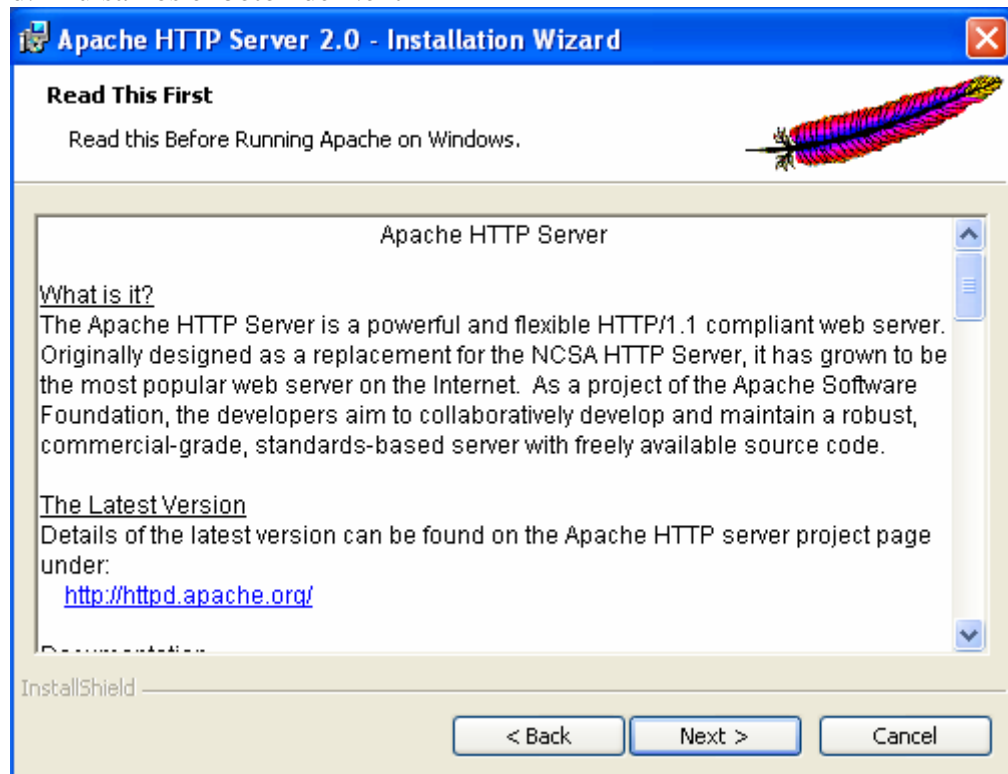 Apache HTTP Server 2.0 - Installation Wizard
Read This First
Read this Before Running Apache on Windows.
Apache HTTP Server
What is it?
The Apache HTTP Server is a powerful and flexible HTTP/1.1 compliant web server.
Originally designed as a replacement for the NCSA HTTP Server, it has grown to be
the most popular web server on the Internet.  As a project of the Apache Software
Foundation, the developers aim to collaboratively develop and maintain a robust,
commercial-grade, standards-based server with freely available source code.
The Latest Version
Details of the latest version can be found on the Apache HTTP server project page
under:
http://httpd.apache.org/
InstallShield
< Back
Next >
Cancel